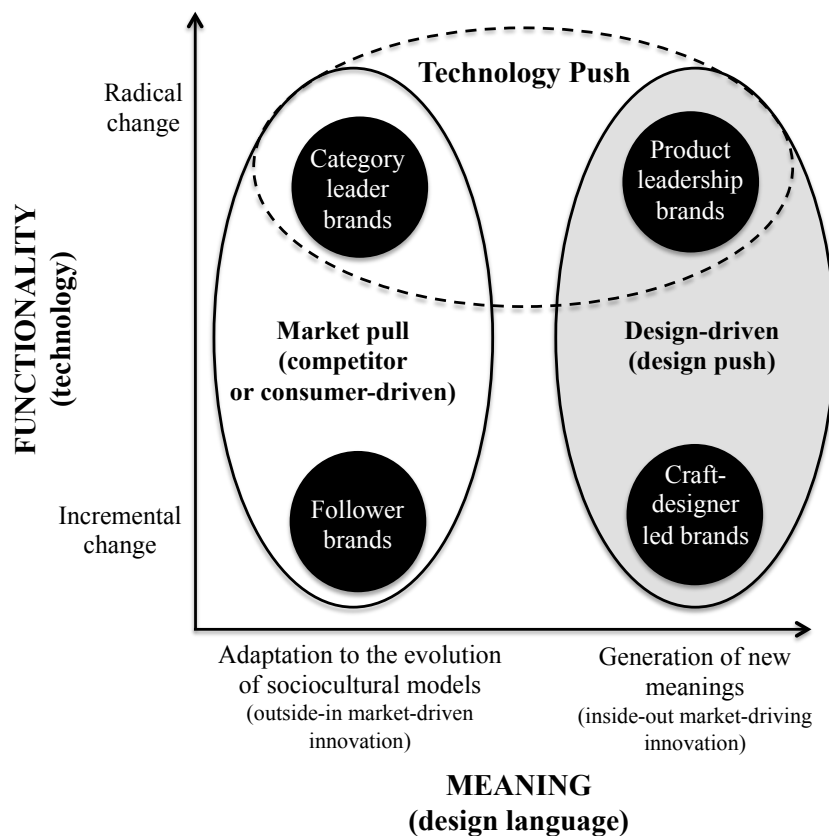 Technology Push
Radical
change
Category
leader
brands
Product
leadership
brands
FUNCTIONALITY
(technology)
Market pull
(competitor
or consumer-driven)
Design-driven
(design push)
Incremental
change
Follower
brands
Craft-
designer
led brands
Adaptation to the evolution
of sociocultural models
(outside-in market-driven
innovation)
Generation of new
meanings
(inside-out market-driving
innovation)
MEANING
(design language)